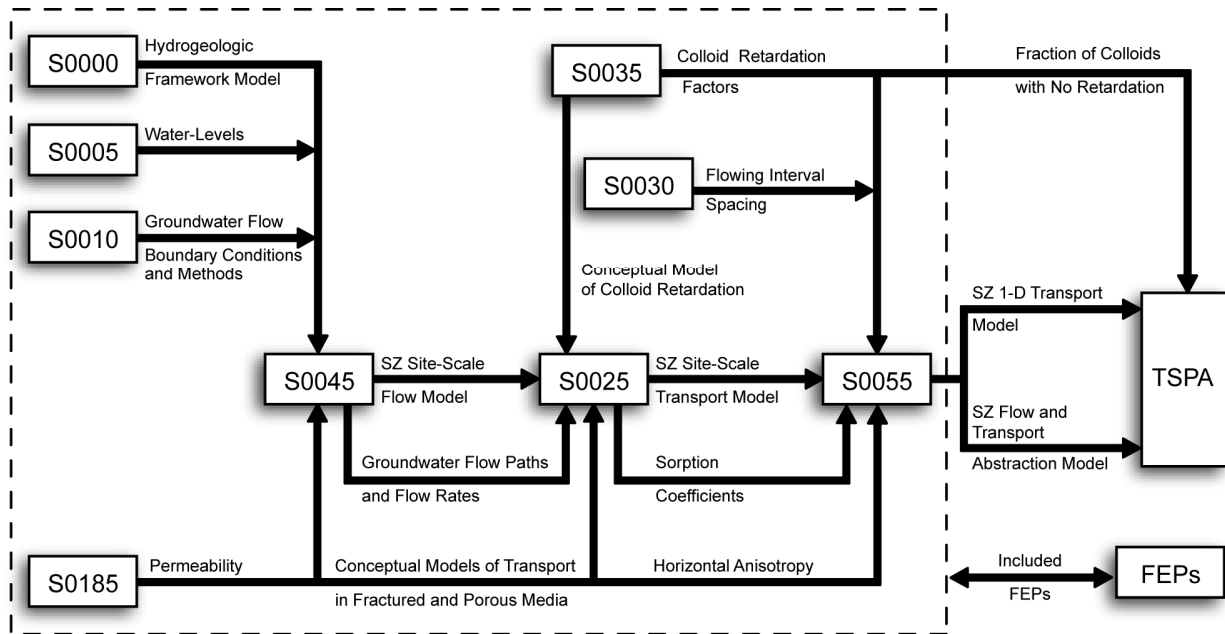 S0000
Hydrogeologic
Framework Model
S0005
Water-Levels
S0010
Groundwater Flow
Boundary Conditions
and Methods
S0035
Colloid Retardation
Factors
Fraction of Colloids
with No Retardation
S0030
Flowing Interval
Spacing
Conceptual Model
of Colloid Retardation
S0045
SZ Site-Scale
Flow Model
S0025
SZ Site-Scale
Transport Model
S0055
SZ 1-D Transport
Model
SZ Flow and
Transport
Abstraction Model
TSPA
Groundwater Flow Paths
and Flow Rates
Sorption
Coefficients
S0185
Permeability
Conceptual Models of Transport
in Fractured and Porous Media
Horizontal Anisotropy
Included
FEPs
FEPs